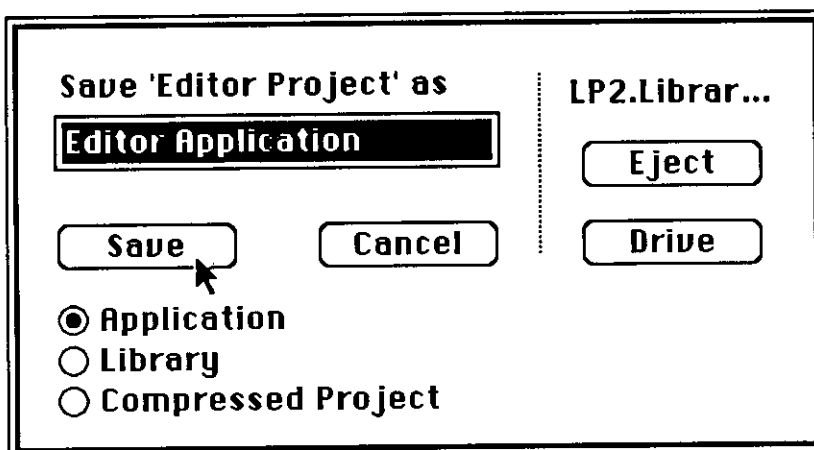 Save 'Editor Project' as
Editor Application
Save
Cancel
Application
Library
Compressed Project
LP2.Librar...
Eject
Drive